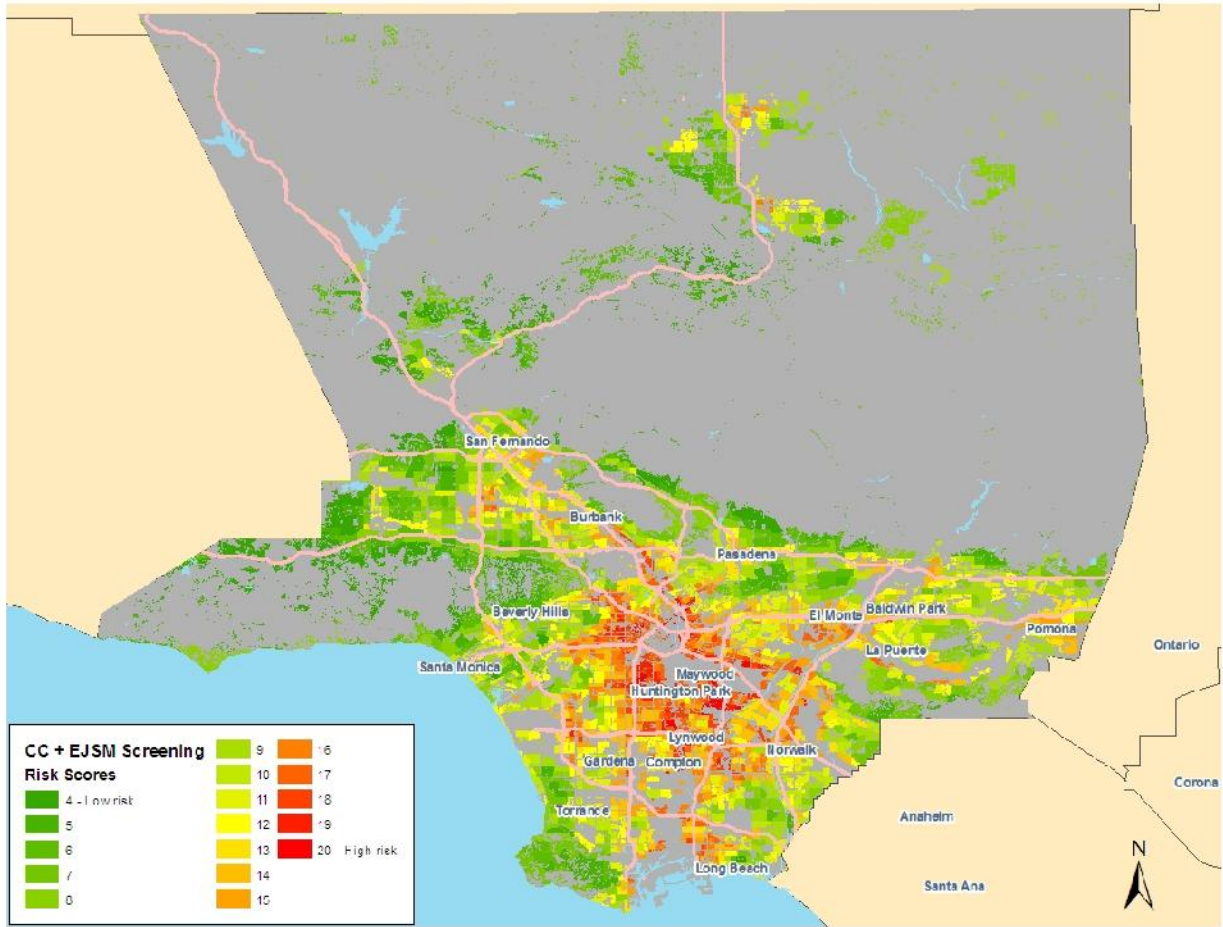 San Fernando
Burbank
Pasadena
Beverly Hills
El Monte
Baldwin Park
Pomona
Ontario
La Puente
Santa Monica
Maywood
Huntington Park
Lynwood
Norwalk
Gardena
Compton
Corona
Torrance
Anaheim
Long Beach
Santa Ana
N
CC + EJSM Screening
Risk Scores
4 - Low risk
5
6
7
8
9
10
11
12
13
14
15
16
17
18
19
20 High risk